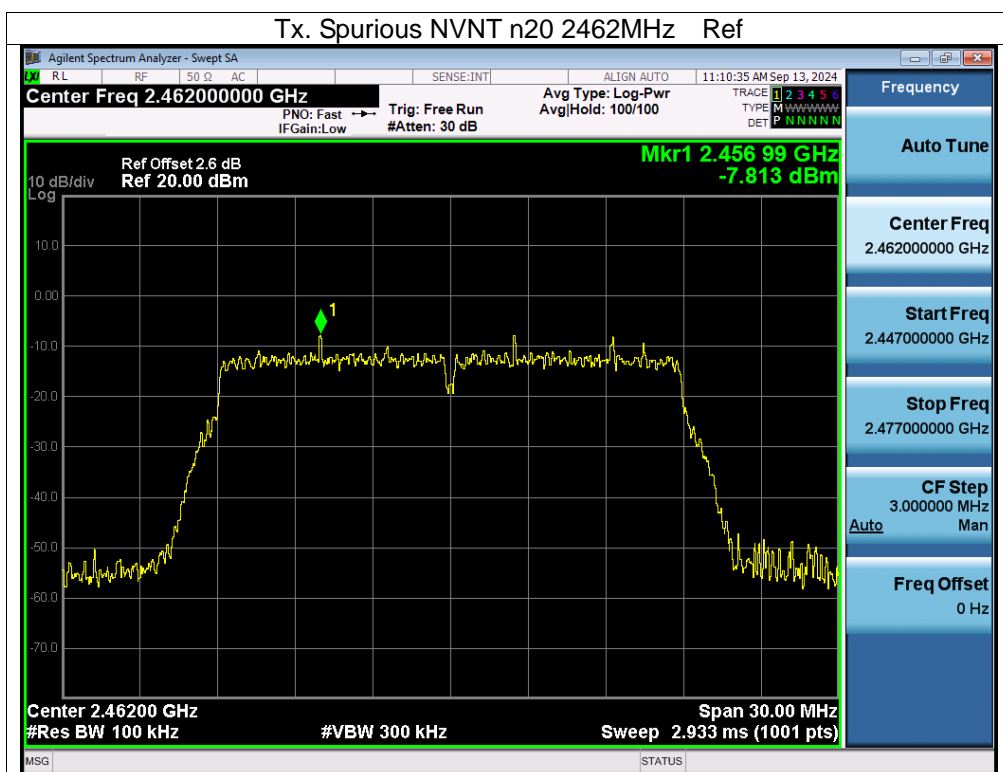 Tx. Spurious NVNT n20 2462MHz Ref
Agilent Spectrum Analyzer - Swept SA
LXI RL RF 50 Ω AC SENSE:INT ALIGN AUTO 11:10:35 AM Sep 13, 2024
Center Freq 2.462000000 GHz
PNO: Fast
IFGain:Low
Trig: Free Run
#Atten: 30 dB
Avg Type: Log-Pwr
Avg|Hold: 100/100
TRACE 1 2 3 4 5 6
TYPE M WWWWW
DET P N N N N N
Mkr1 2.456 99 GHz
-7.813 dBm
Ref Offset 2.6 dB
10 dB/div Ref 20.00 dBm
Log
10.0
0.00
-10.0
-20.0
-30.0
-40.0
-50.0
-60.0
-70.0
1
Center 2.46200 GHz Span 30.00 MHz
#Res BW 100 kHz #VBW 300 kHz Sweep 2.933 ms (1001 pts)
MSG STATUS
Frequency
Auto Tune
Center Freq
2.462000000 GHz
Start Freq
2.447000000 GHz
Stop Freq
2.477000000 GHz
CF Step
3.000000 MHz
Auto Man
Freq Offset
0 Hz